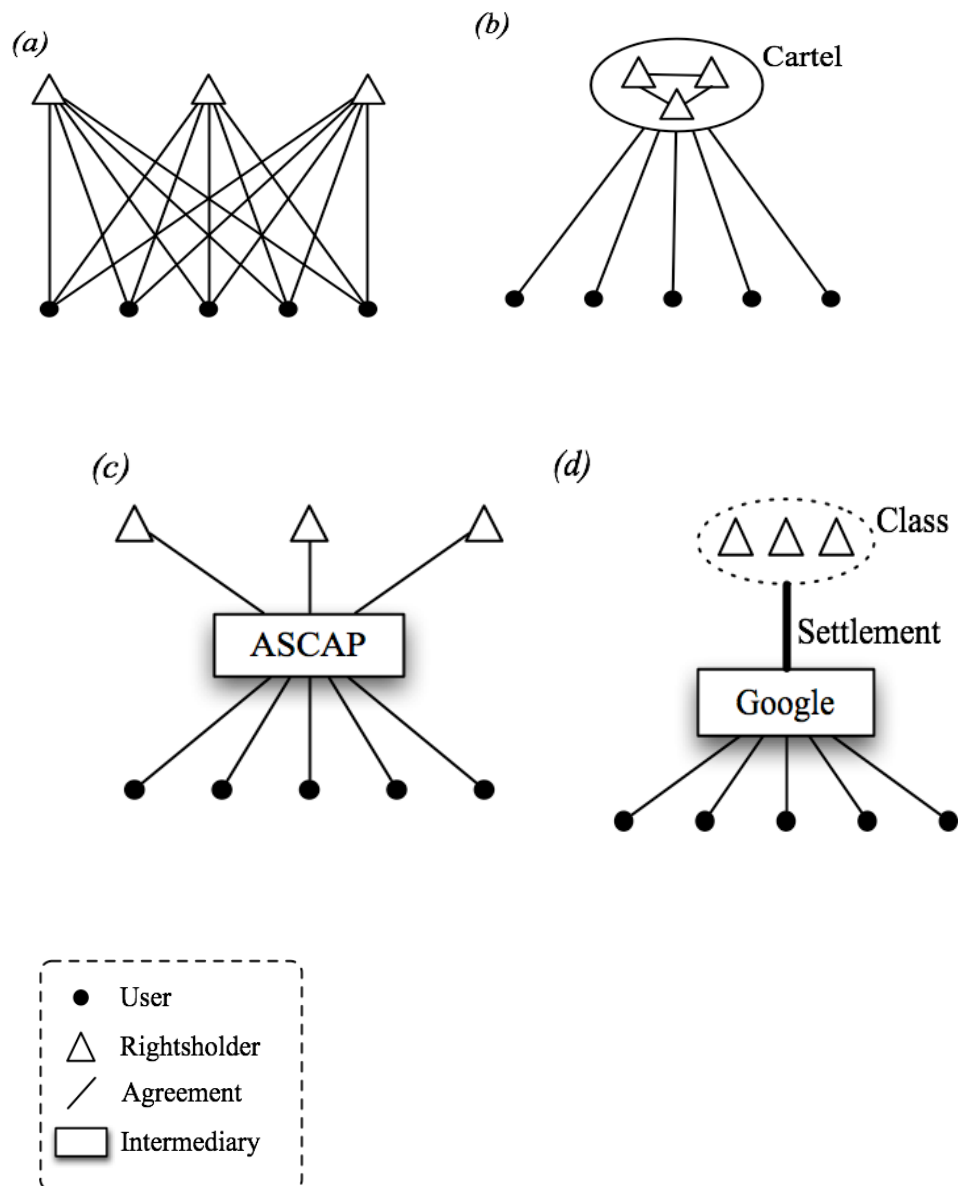 (a)
(b)
Cartel
(c)
ASCAP
(d)
Class
Settlement
Google
User
Rightsholder
Agreement
Intermediary